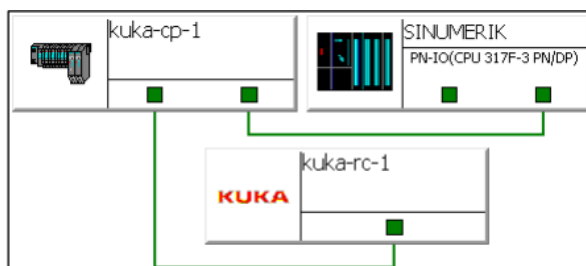 kuka-cp-1
SINUMERIK
PN-IO(CPU 317F-3 PN/DP)
kuka-rc-1
KUKA